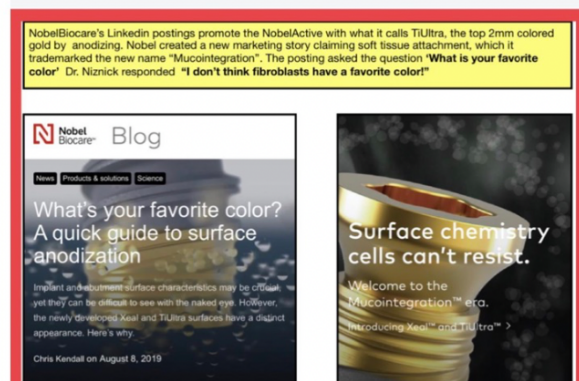 NobelBiocare's Linkedin postings promote the NobelActive with what it calls TiUltra, the top 2mm colored
gold by anodizing. Nobel created a new marketing story claiming soft tissue attachment, which it
trademarked the new name "Mucointegration". The posting asked the question 'What is your favorite
color' Dr. Niznick responded "I don't think fibroblasts have a favorite color!"
N Nobel Biocare™ Blog
News Products & solutions Science
What's your favorite color?
A quick guide to surface
anodization
Implant and abutment surface characteristics may be crucial,
yet they can be difficult to see with the naked eye. However,
the newly developed Xeal and TiUltra surfaces have a distinct
appearance. Here's why.
Chris Kendall on August 8, 2019
Surface chemistry
cells can't resist.
Welcome to the
Mucointegration™ era.
Introducing Xeal™ and TiUltra™ >